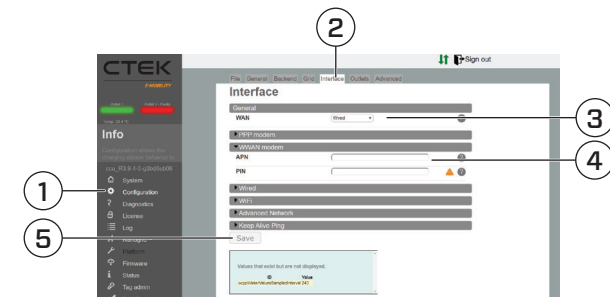 2
Sign out
CTEK
E-MOBILITY
File General Backend Grid Interface Outlets Advanced
Interface
General
WAN Wired
3
PPP modem
WWAN modem
APN
4
PIN
Wired
WiFi
Advanced Network
Keep Alive Ping
Save
Info
System
1
Configuration
Diagnostics
License
Log
5
Platform
Firmware
Status
Tag admin
Values that exist but are not displayed.
ID Value